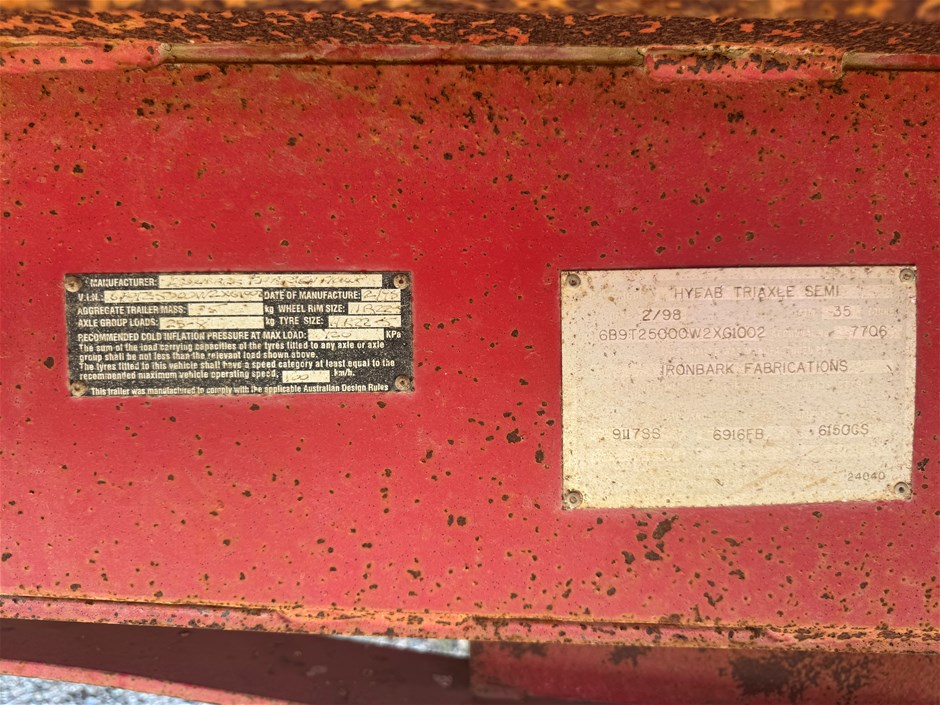 MANUFACTURER:
V.I.N.: DATE OF MANUFACTURE:
AGGREGATE TRAILER MASS: kg WHEEL RIM SIZE:
AXLE GROUP LOADS: kg TYRE SIZE:
RECOMMENDED COLD INFLATION PRESSURE AT MAX LOAD: KPa
The sum of the load carrying capacities of the tyres fitted to any axle or axle
group shall be not less than the relevant load shown above.
The tyres fitted to this vehicle shall have a speed category at least equal to the
recommended maximum vehicle operating speed, km/h.
This trailer was manufactured to comply with the applicable Australian Design Rules
HYFAB TRIAXLE SEMI
2/98 35
6B9T25000W2XG1002 7706
IRONBARK FABRICATIONS
9117SS 6916FB 6150GS
24040